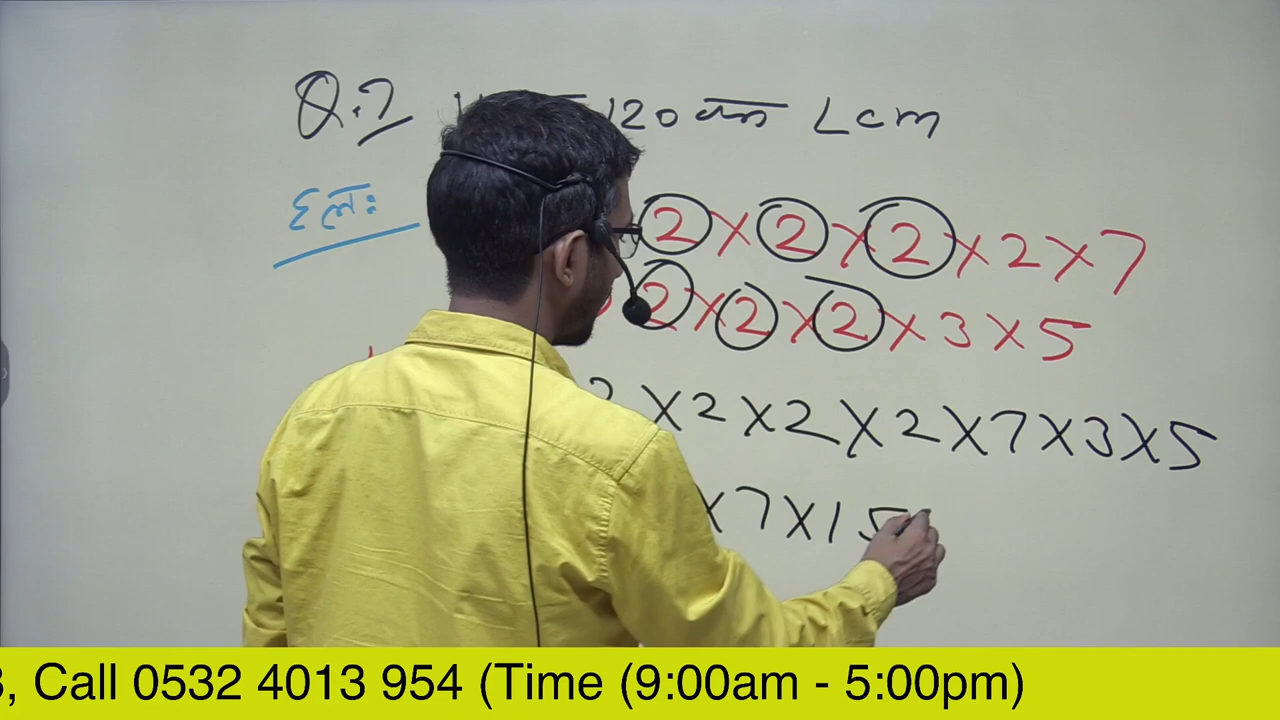 Q.7 120 का Lcm
हलः
2×2×2×2×7
2×2×2×3×5
2×2×2×2×7×3×5
×7×15
, Call 0532 4013 954 (Time (9:00am - 5:00pm)